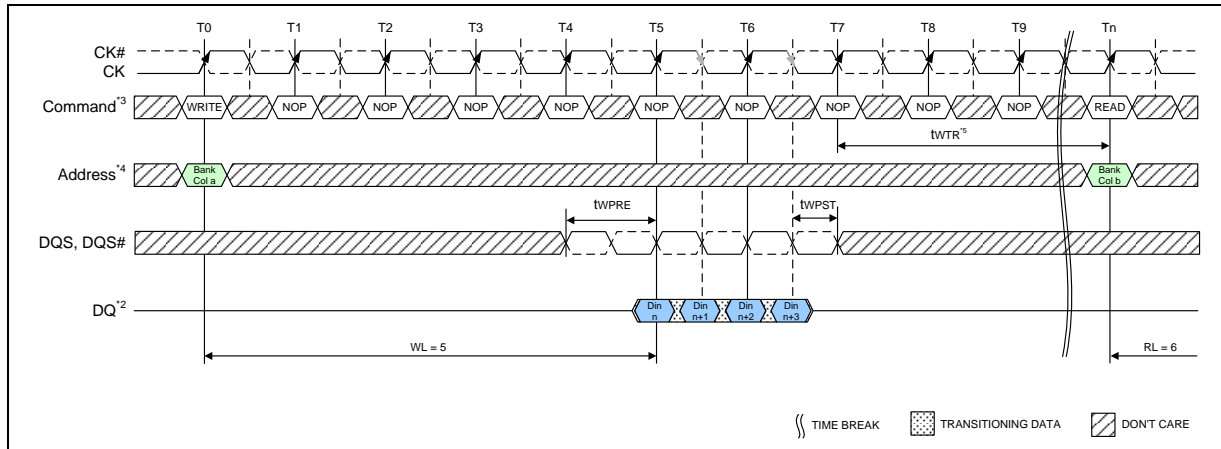 T0 T1 T2 T3 T4 T5 T6 T7 T8 T9 Tn
CK#
CK
Command*3 WRITE NOP NOP NOP NOP NOP NOP NOP NOP NOP READ
tWTR*5
Address*4 Bank Col a Bank Col b
tWPRE tWPST
DQS, DQS#
DQ*2 Din n Din n+1 Din n+2 Din n+3
WL = 5 RL = 6
TIME BREAK TRANSITIONING DATA DON'T CARE